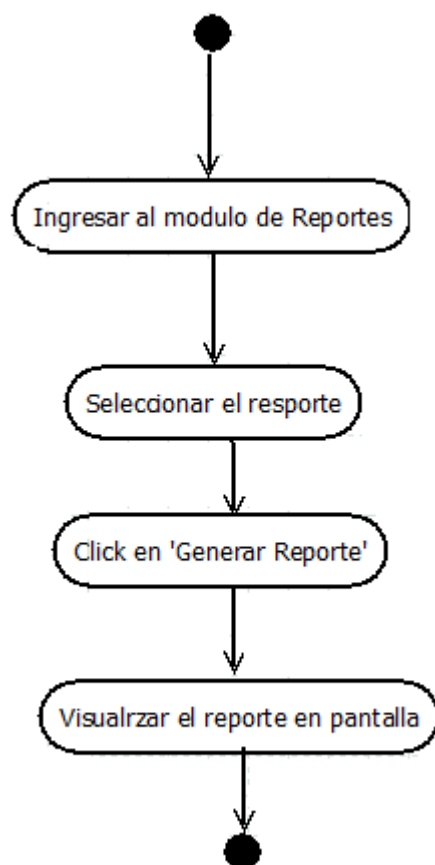 Ingresar al modulo de Reportes
Seleccionar el resporte
Click en 'Generar Reporte'
Visualrzar el reporte en pantalla